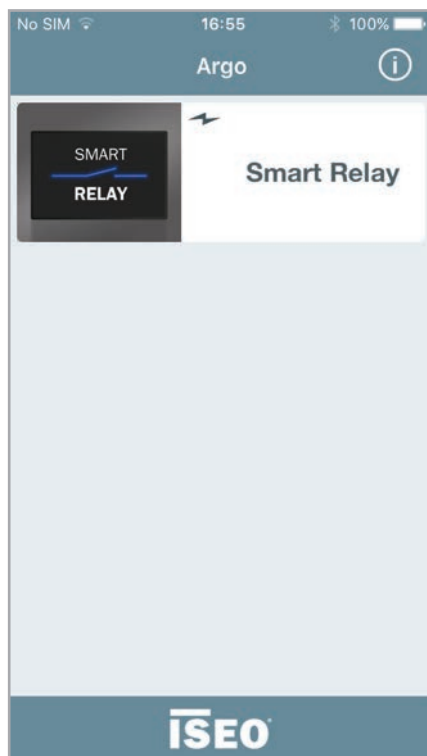 No SIM 16:55 100%
Argo
SMART
RELAY
Smart Relay
ISEO